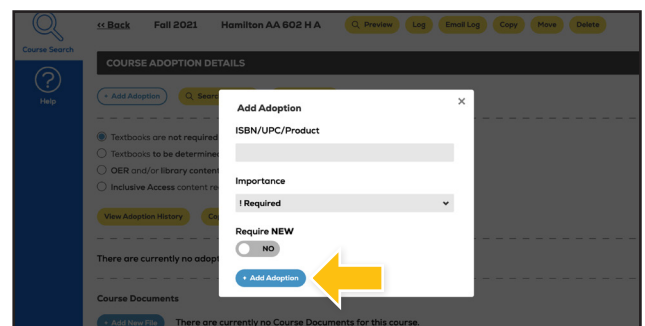 << Back Fall 2021 Hamilton AA 602 H A Preview Log Email Log Copy Move Delete
Course Search
COURSE ADOPTION DETAILS
Help
+ Add Adoption Search
Add Adoption ×
ISBN/UPC/Product
Textbooks are not required
Textbooks to be determined
OER and/or library content
Importance
Inclusive Access content re
! Required
View Adoption History Co
Require NEW
NO
There are currently no adopt
+ Add Adoption
Course Documents
+ Add New File There are currently no Course Documents for this course.